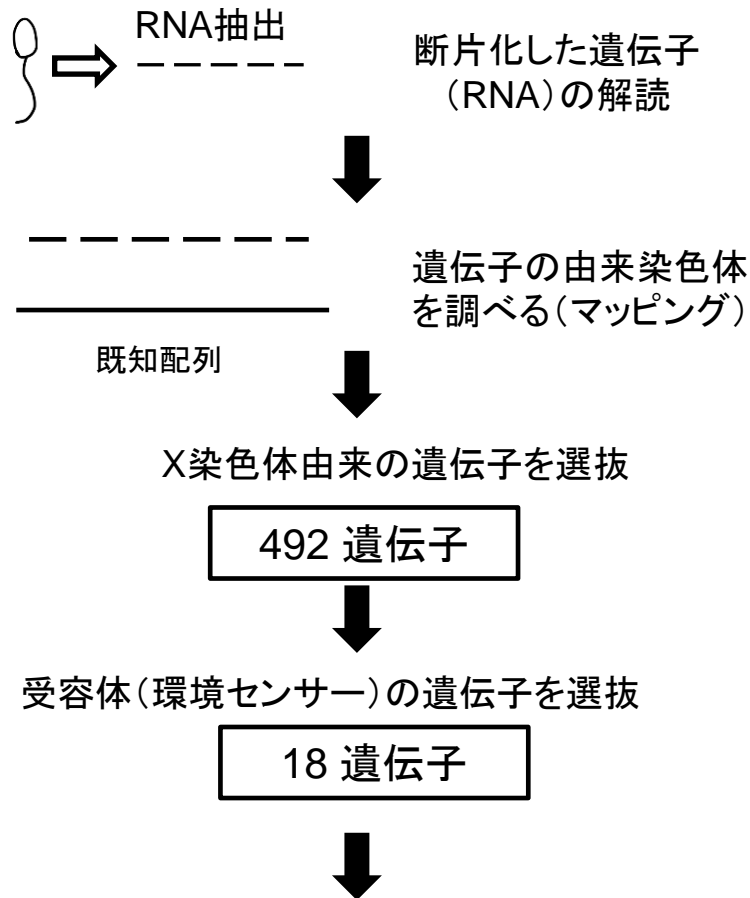 RNA抽出
断片化した遺伝子
（RNA）の解読
遺伝子の由来染色体
を調べる（マッピング）
既知配列
X染色体由来の遺伝子を選抜
492 遺伝子
受容体（環境センサー）の遺伝子を選抜
18 遺伝子